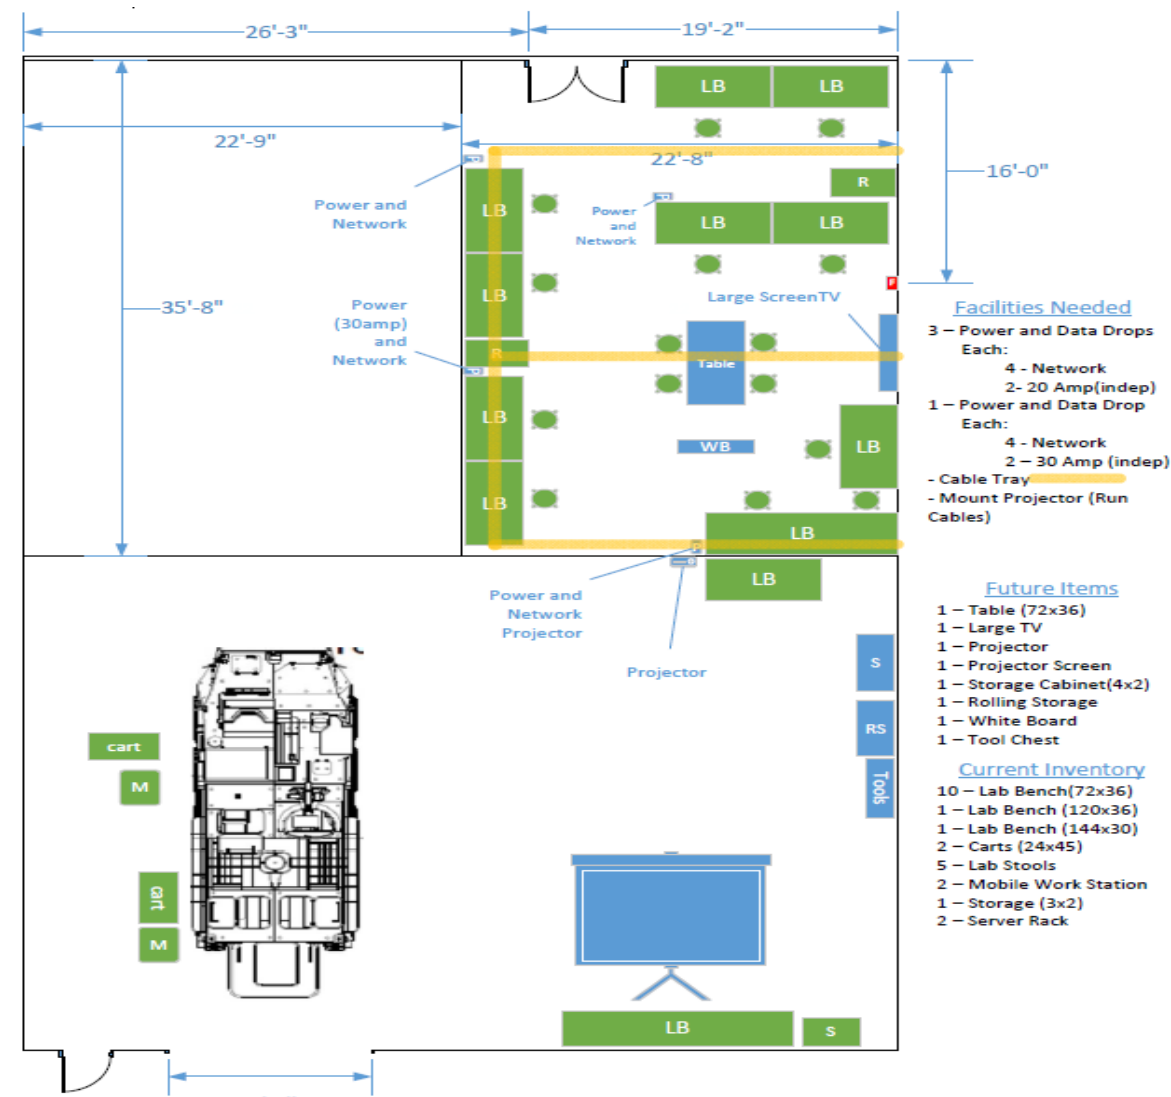 26'-3"
19'-2"
LB
LB
22'-9"
22'-8"
16'-0"
Power and
Network
R
LB
Power
and
Network
LB
LB
F
35'-8"
Power
(30amp)
and
Network
LB
Large ScreenTV
R
Table
LB
WB
LB
LB
LB
LB
Power and
Network
Projector
Projector
S
RS
Tools
cart
M
cart
M
LB
S
Facilities Needed
3 – Power and Data Drops
Each:
4 - Network
2- 20 Amp(indep)
1 – Power and Data Drop
Each:
4 - Network
2 – 30 Amp (indep)
- Cable Tray
- Mount Projector (Run
Cables)
Future Items
1 – Table (72x36)
1 – Large TV
1 – Projector
1 – Projector Screen
1 – Storage Cabinet(4x2)
1 – Rolling Storage
1 – White Board
1 – Tool Chest
Current Inventory
10 – Lab Bench(72x36)
1 – Lab Bench (120x36)
1 – Lab Bench (144x30)
2 – Carts (24x45)
5 – Lab Stools
2 – Mobile Work Station
1 – Storage (3x2)
2 – Server Rack